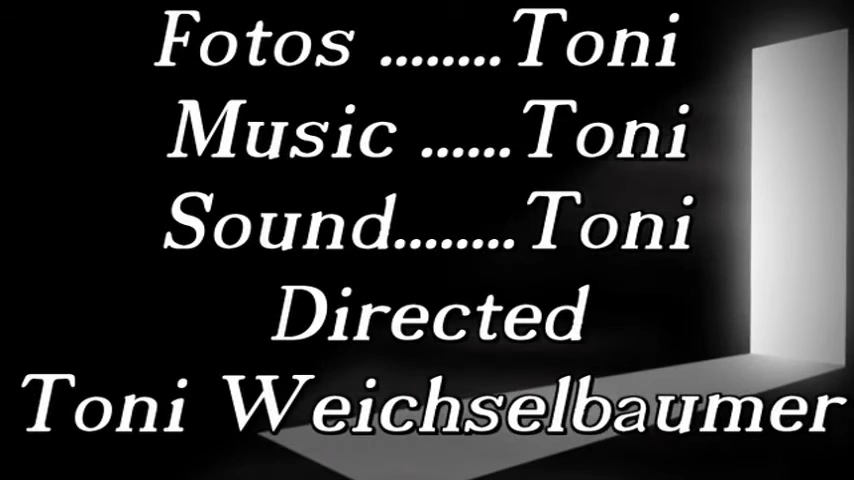 Fotos ........Toni
Music ......Toni
Sound........Toni
Directed
Toni Weichselbaumer